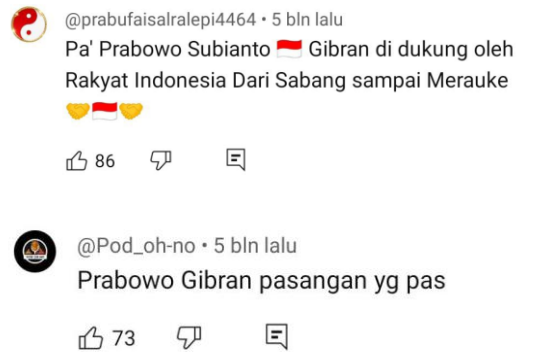 @prabufaisalralepi4464 • 5 bln lalu
Pa' Prabowo Subianto 🇮🇩 Gibran di dukung oleh
Rakyat Indonesia Dari Sabang sampai Merauke
🤝🇮🇩🤝
86
@Pod_oh-no • 5 bln lalu
Prabowo Gibran pasangan yg pas
73